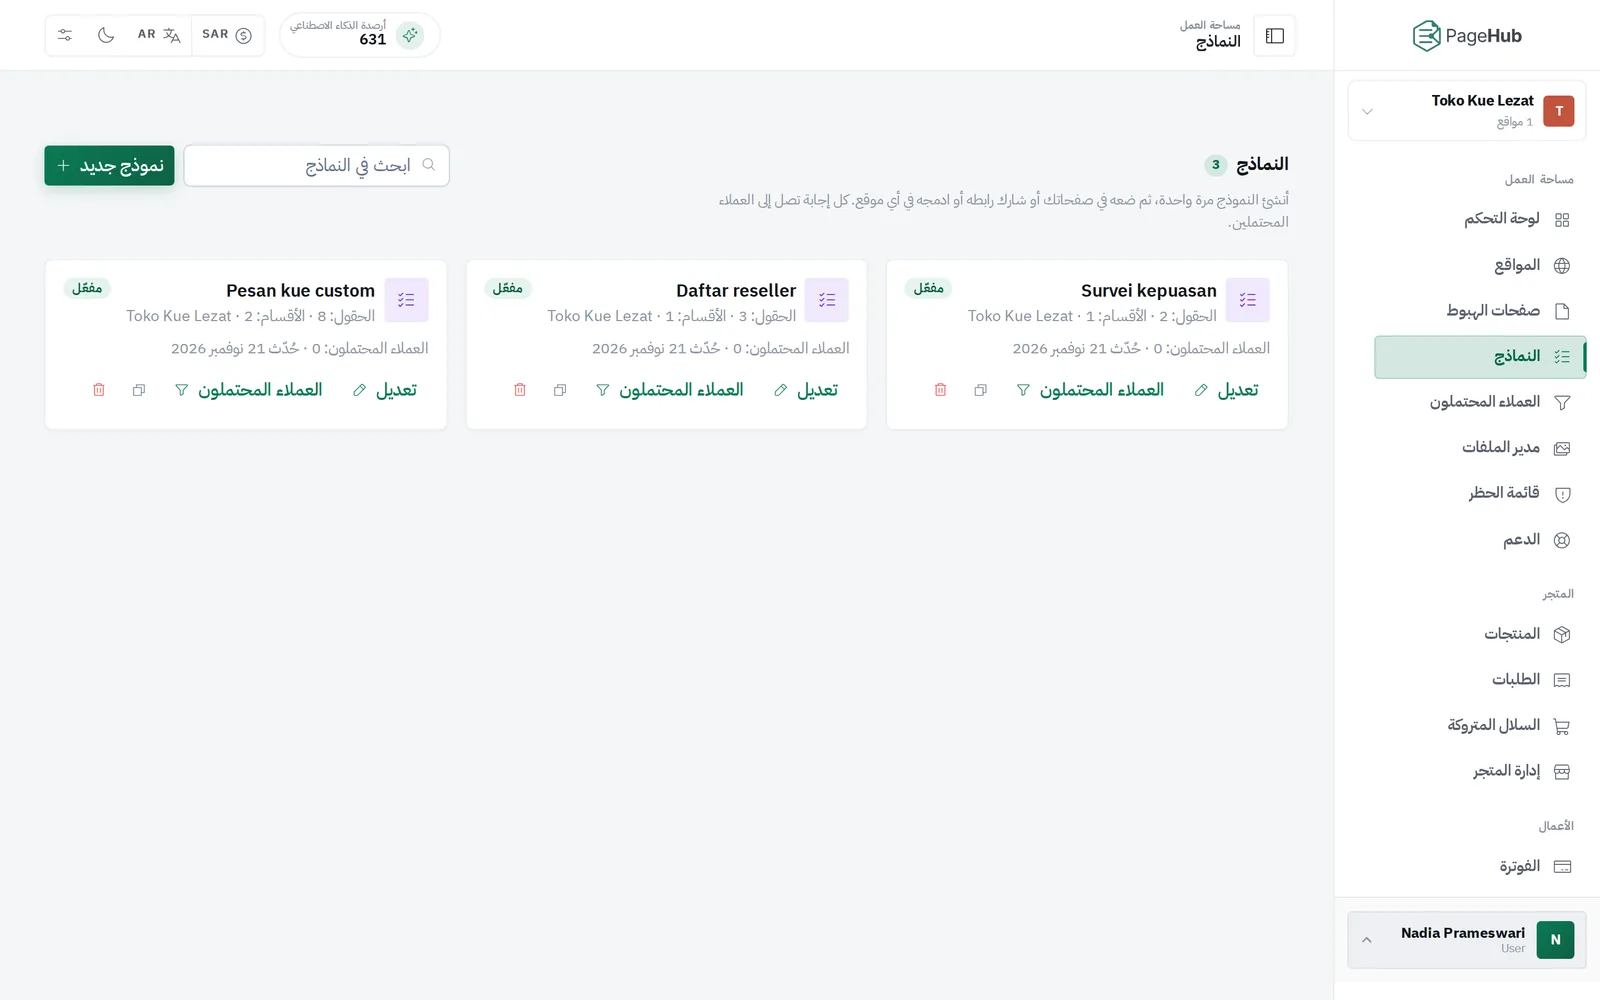 PageHub
Toko Kue Lezat
1 مواقع
T
مساحة العمل
لوحة التحكم
المواقع
صفحات الهبوط
النماذج
العملاء المحتملون
مدير الملفات
قائمة الحظر
الدعم
المتجر
المنتجات
الطلبات
السلال المتروكة
إدارة المتجر
الأعمال
الفوترة
Nadia Prameswari
User
N
مساحة العمل
النماذج
أرصدة الذكاء الاصطناعي
631
SAR
AR
النماذج 3
أنشئ النموذج مرة واحدة، ثم ضعه في صفحاتك أو شارك رابطه أو ادمجه في أي موقع. كل إجابة تصل إلى العملاء
المحتملين.
ابحث في النماذج
نموذج جديد
Survei kepuasan
مفعّل
الحقول: 2 · الأقسام: 1 · Toko Kue Lezat
العملاء المحتملون: 0 · حُدّث 21 نوفمبر 2026
تعديل
العملاء المحتملون
Daftar reseller
مفعّل
الحقول: 3 · الأقسام: 1 · Toko Kue Lezat
العملاء المحتملون: 0 · حُدّث 21 نوفمبر 2026
تعديل
العملاء المحتملون
Pesan kue custom
مفعّل
الحقول: 8 · الأقسام: 2 · Toko Kue Lezat
العملاء المحتملون: 0 · حُدّث 21 نوفمبر 2026
تعديل
العملاء المحتملون